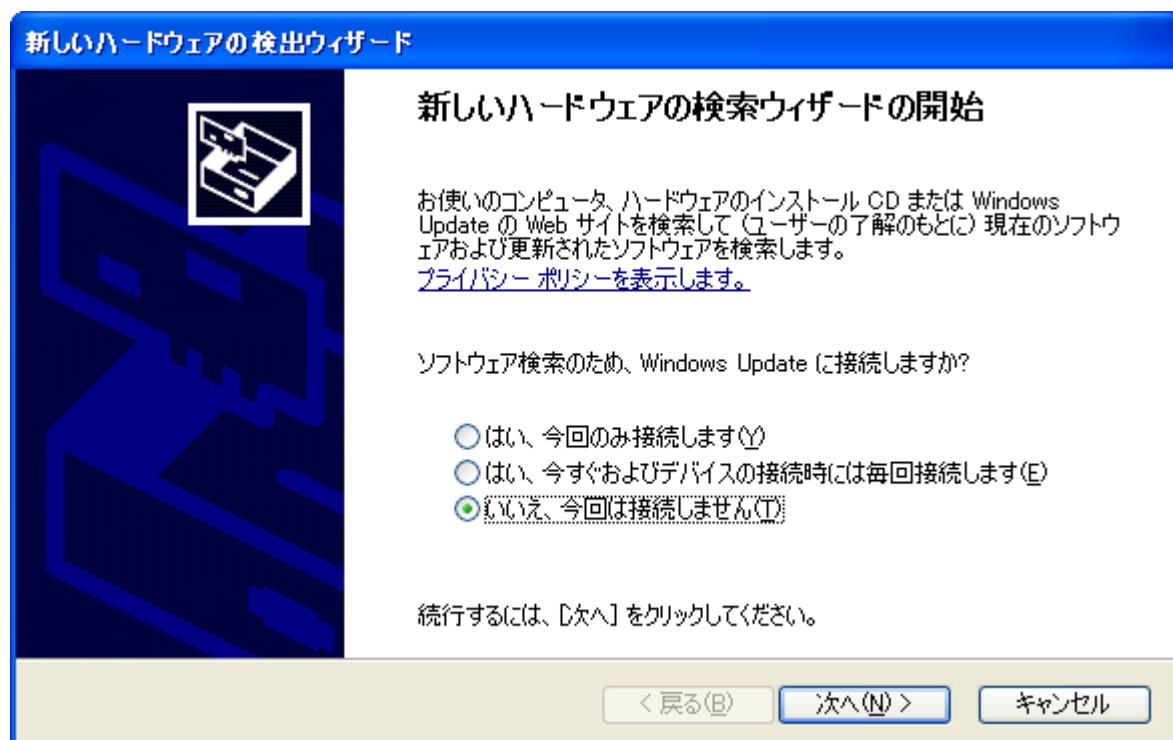 新しいハードウェアの検出ウィザード
新しいハードウェアの検索ウィザードの開始
お使いのコンピュータ、ハードウェアのインストール CD または Windows
Update の Web サイトを検索して (ユーザーの了解のもとに) 現在のソフトウ
ェアおよび更新されたソフトウェアを検索します。
プライバシー ポリシーを表示します。
ソフトウェア検索のため、Windows Update に接続しますか?
はい、今回のみ接続します(Y)
はい、今すぐおよびデバイスの接続時には毎回接続します(E)
いいえ、今回は接続しません(T)
続行するには、[次へ] をクリックしてください。
< 戻る(B) 次へ(N) > キャンセル